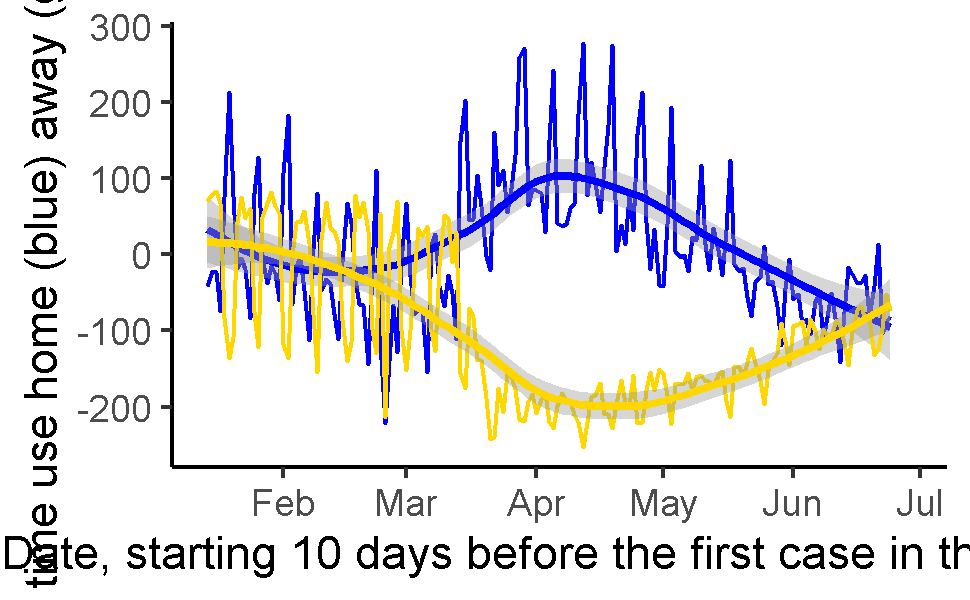 time use home (blue) away (
300
200
100
0
-100
-200
Feb Mar Apr May Jun Jul
Date, starting 10 days before the first case in th